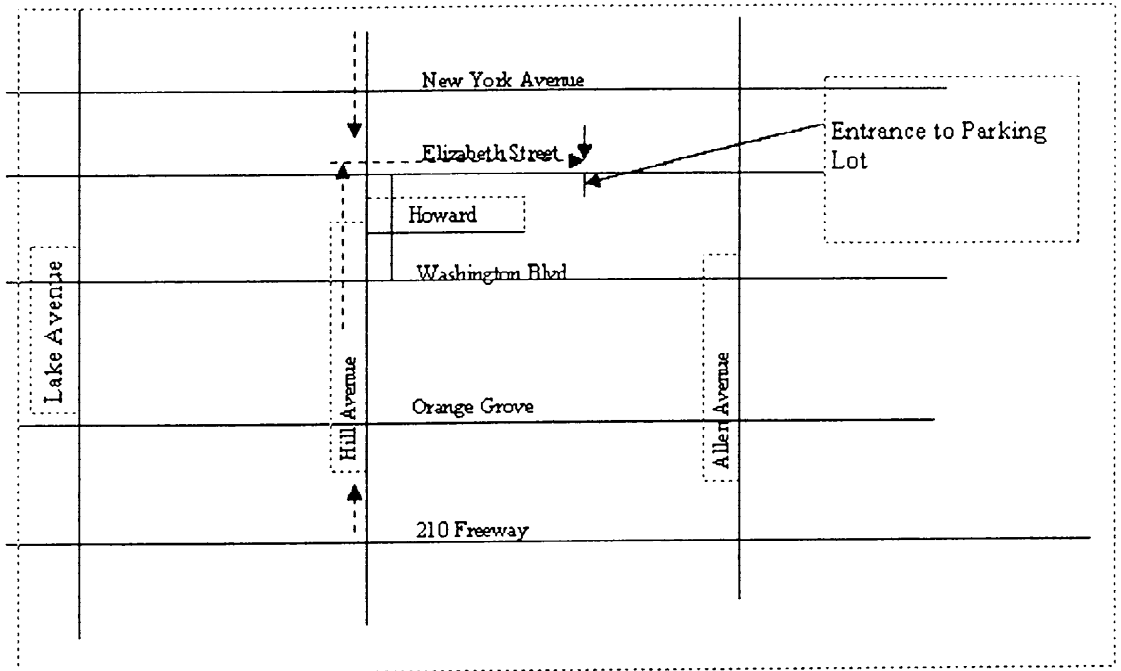 New York Avenue
Elizabeth Street
Entrance to Parking
Lot
Howard
Washington Blvd
Lake Avenue
Hill Avenue
Orange Grove
Allen Avenue
210 Freeway